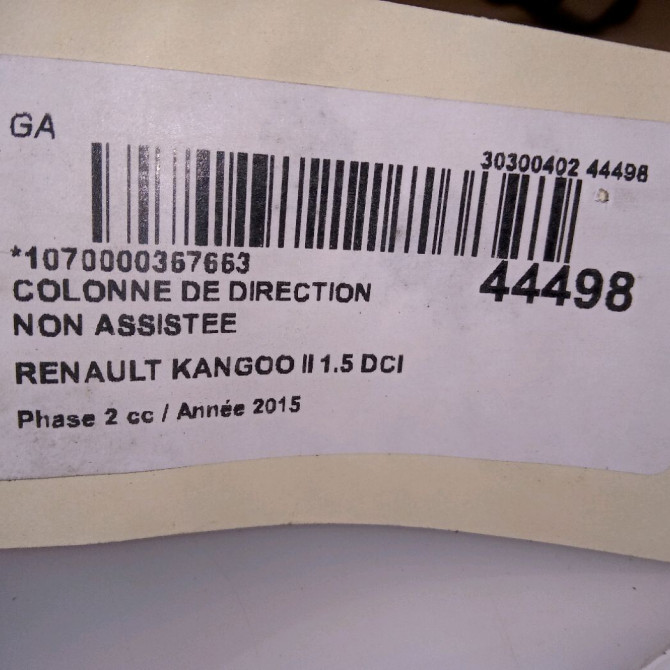 GA
30300402 44498
*1070000367663
44498
COLONNE DE DIRECTION
NON ASSISTEE
RENAULT KANGOO II 1.5 DCI
Phase 2 cc / Année 2015